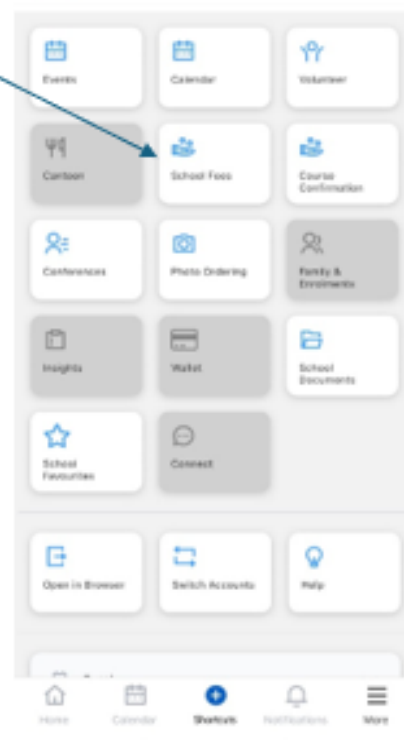 Events
Calendar
Volunteer
Canteen
School Fees
Course
Confirmation
Conferences
Photo Ordering
Family &
Enrolments
Insights
Wallet
School
Documents
School
Favourites
Connect
Open in Browser
Switch Accounts
Help
Home
Calendar
Shortcuts
Notifications
More